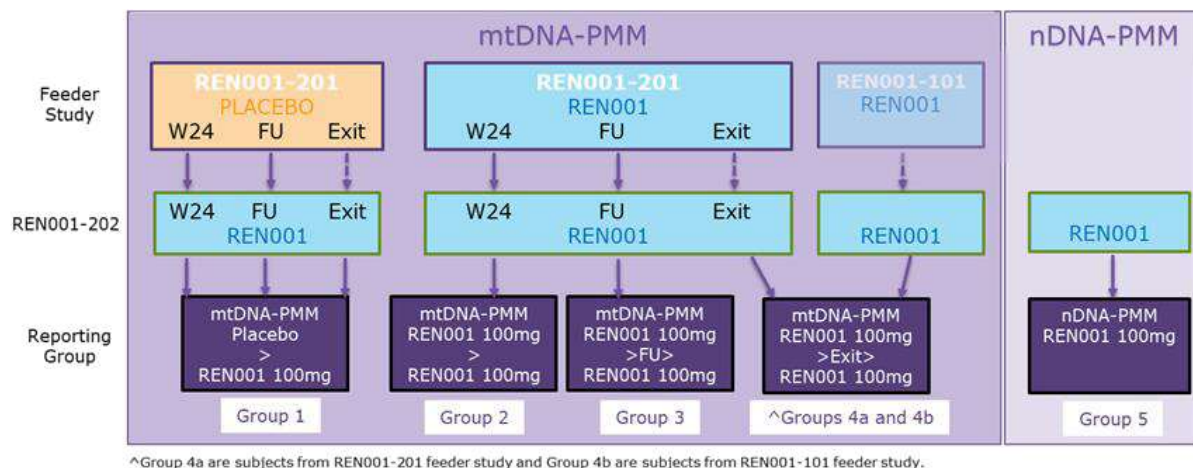 mtDNA-PMM
nDNA-PMM
Feeder
Study
REN001-201
PLACEBO
W24 FU Exit
REN001-201
REN001
W24 FU Exit
REN001-101
REN001
REN001-202
W24 FU Exit
REN001
W24 FU Exit
REN001
REN001
REN001
Reporting
Group
mtDNA-PMM
Placebo
>
REN001 100mg
mtDNA-PMM
REN001 100mg
>
REN001 100mg
mtDNA-PMM
REN001 100mg
>FU>
REN001 100mg
mtDNA-PMM
REN001 100mg
>Exit>
REN001 100mg
nDNA-PMM
REN001 100mg
Group 1
Group 2
Group 3
^Groups 4a and 4b
Group 5
^Group 4a are subjects from REN001-201 feeder study and Group 4b are subjects from REN001-101 feeder study.